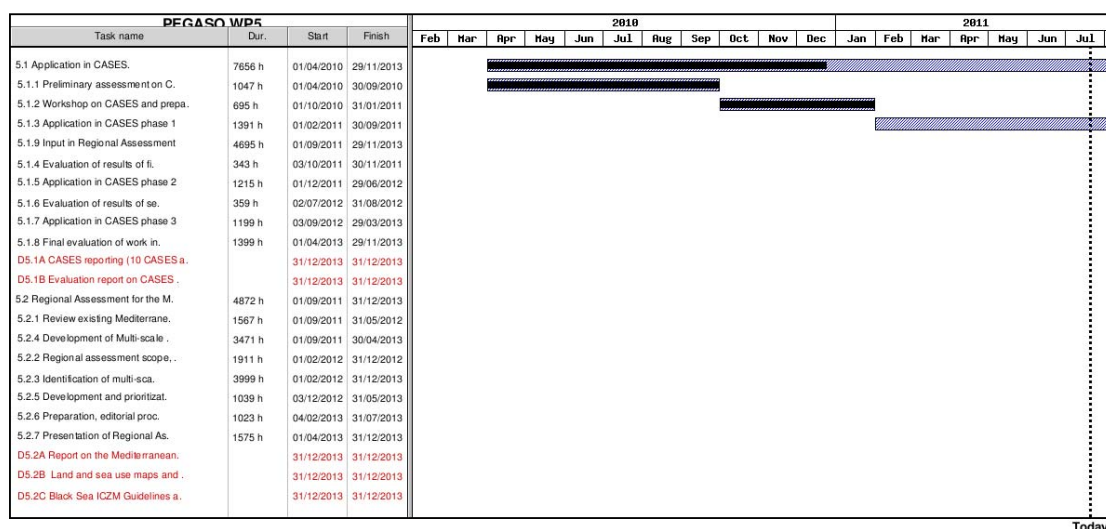 PEGASO WP5 2010 2011
Task name Dur. Start Finish Feb Mar Apr May Jun Jul Aug Sep Oct Nov Dec Jan Feb Mar Apr May Jun Jul
5.1 Application in CASES. 7656 h 01/04/2010 29/11/2013
5.1.1 Preliminary assessment on C. 1047 h 01/04/2010 30/09/2010
5.1.2 Workshop on CASES and prepa. 695 h 01/10/2010 31/01/2011
5.1.3 Application in CASES phase 1 1391 h 01/02/2011 30/09/2011
5.1.9 Input in Regional Assessment 4695 h 01/09/2011 29/11/2013
5.1.4 Evaluation of results of fi. 343 h 03/10/2011 30/11/2011
5.1.5 Application in CASES phase 2 1215 h 01/12/2011 29/06/2012
5.1.6 Evaluation of results of se. 359 h 02/07/2012 31/08/2012
5.1.7 Application in CASES phase 3 1199 h 03/09/2012 29/03/2013
5.1.8 Final evaluation of work in. 1399 h 01/04/2013 29/11/2013
D5.1A CASES reporting (10 CASES a. 31/12/2013 31/12/2013
D5.1B Evaluation report on CASES . 31/12/2013 31/12/2013
5.2 Regional Assessment for the M. 4872 h 01/09/2011 31/12/2013
5.2.1 Review existing Mediterrane. 1567 h 01/09/2011 31/05/2012
5.2.4 Development of Multi-scale . 3471 h 01/09/2011 30/04/2013
5.2.2 Regional assessment scope, . 1911 h 01/02/2012 31/12/2012
5.2.3 Identification of multi-sca. 3999 h 01/02/2012 31/12/2013
5.2.5 Development and prioritizat. 1039 h 03/12/2012 31/05/2013
5.2.6 Preparation, editorial proc. 1023 h 04/02/2013 31/07/2013
5.2.7 Presentation of Regional As. 1575 h 01/04/2013 31/12/2013
D5.2A Report on the Mediterranean. 31/12/2013 31/12/2013
D5.2B Land and sea use maps and . 31/12/2013 31/12/2013
D5.2C Black Sea ICZM Guidelines a. 31/12/2013 31/12/2013
Today